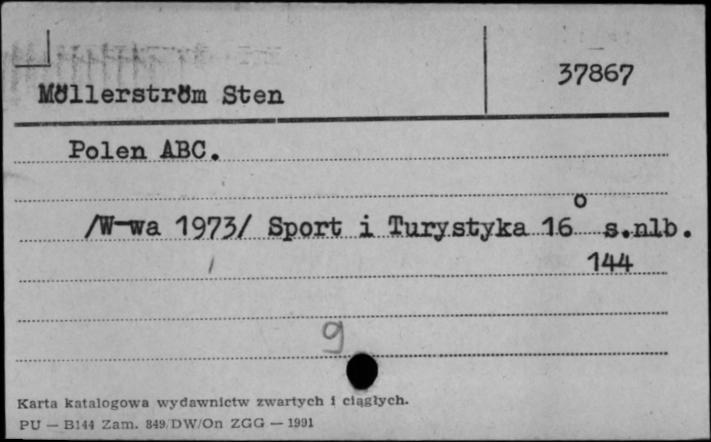 37867
Möllerström Sten
Polen ABC.
/W-wa 1973/ Sport i Turystyka 16° s.nlb.
144
9
Karta katalogowa wydawnictw zwartych i ciągłych.
PU — B144 Zam. 849/DW/On ZGG — 1991